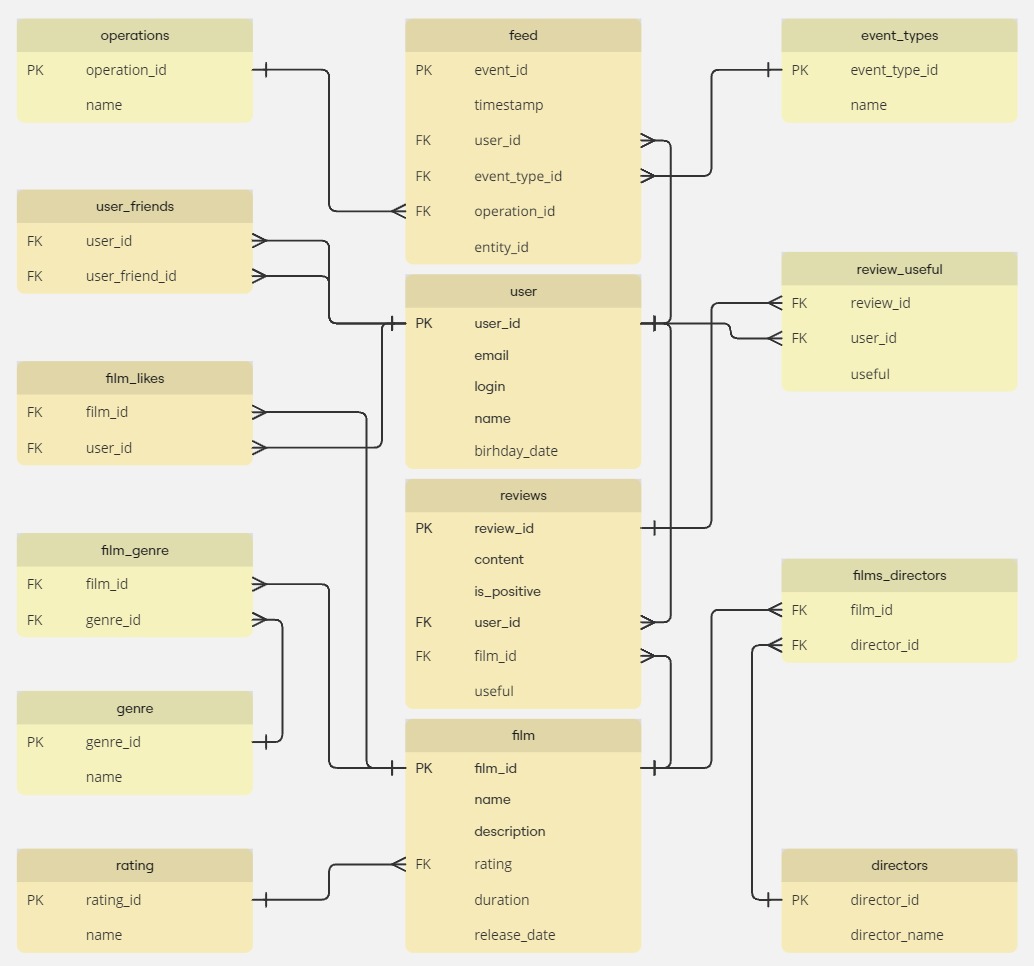 operations
PK operation_id
name
user_friends
FK user_id
FK user_friend_id
film_likes
FK film_id
FK user_id
film_genre
FK film_id
FK genre_id
genre
PK genre_id
name
rating
PK rating_id
name
feed
PK event_id
timestamp
FK user_id
FK event_type_id
FK operation_id
entity_id
user
PK user_id
email
login
name
birhday_date
reviews
PK review_id
content
is_positive
FK user_id
FK film_id
useful
film
PK film_id
name
description
FK rating
duration
release_date
event_types
PK event_type_id
name
review_useful
FK review_id
FK user_id
useful
films_directors
FK film_id
FK director_id
directors
PK director_id
director_name